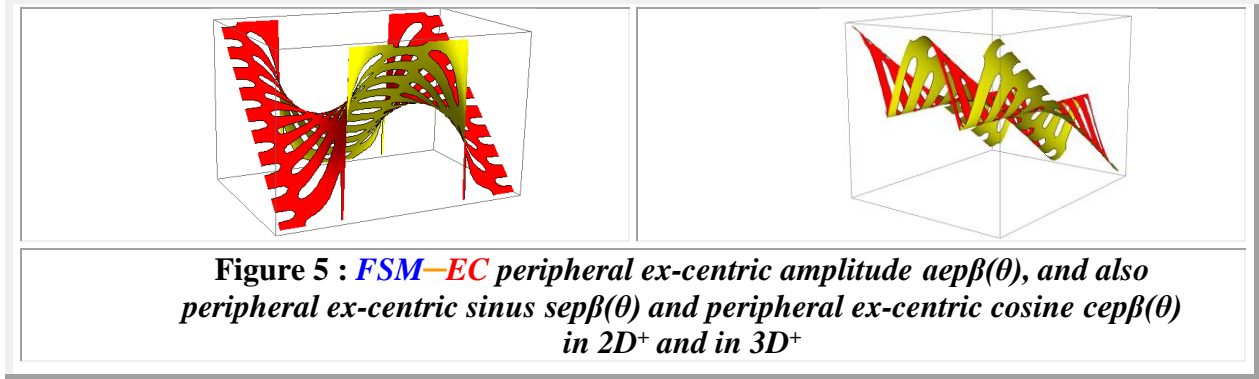 Figure 5 : FSM─EC peripheral ex-centric amplitude aepβ(θ), and also
peripheral ex-centric sinus sepβ(θ) and peripheral ex-centric cosine cepβ(θ)
in 2D⁺ and in 3D⁺